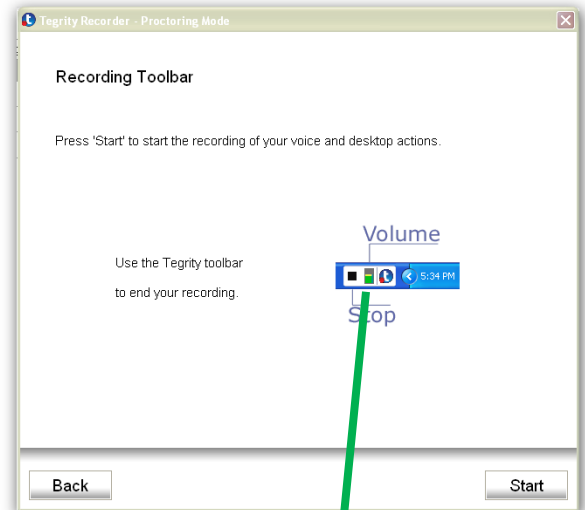 Tegrity Recorder - Proctoring Mode
Recording Toolbar
Press 'Start' to start the recording of your voice and desktop actions.
Volume
Use the Tegrity toolbar
to end your recording.
5:34 PM
Stop
Back
Start